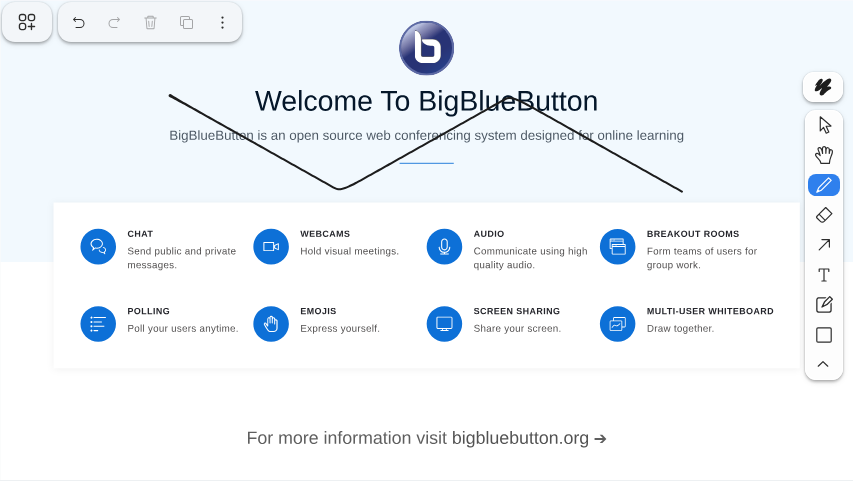 Welcome To BigBlueButton
BigBlueButton is an open source web conferencing system designed for online learning
CHAT
Send public and private
messages.
WEBCAMS
Hold visual meetings.
AUDIO
Communicate using high
quality audio.
BREAKOUT ROOMS
Form teams of users for
group work.
POLLING
Poll your users anytime.
EMOJIS
Express yourself.
SCREEN SHARING
Share your screen.
MULTI-USER WHITEBOARD
Draw together.
For more information visit bigbluebutton.org →